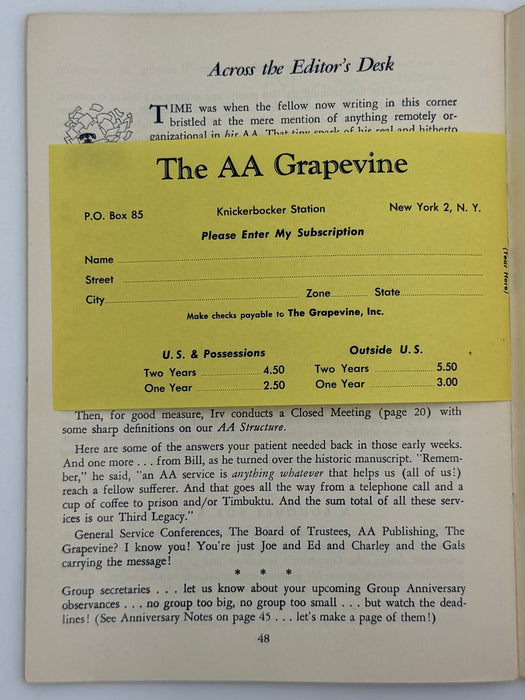 Across the Editor's Desk
TIME was when the fellow now writing in this corner
bristled at the mere mention of anything remotely or-
ganizational in his AA. That tiny spark of his zeal and hitherto
The AA Grapevine
P.O. Box 85 Knickerbocker Station New York 2, N. Y.
Please Enter My Subscription
Name
Street
City Zone State
(Tear Here)
Make checks payable to The Grapevine, Inc.
U.S. & Possessions Outside U.S.
Two Years 4.50 Two Years 5.50
One Year 2.50 One Year 3.00
Then, for good measure, Irv conducts a Closed Meeting (page 20) with
some sharp definitions on our AA Structure.
Here are some of the answers your patient needed back in those early weeks.
And one more . . . from Bill, as he turned over the historic manuscript. "Remem-
ber," he said, "an AA service is anything whatever that helps us (all of us!)
reach a fellow sufferer. And that goes all the way from a telephone call and a
cup of coffee to prison and/or Timbuktu. And the sum total of all these serv-
ices is our Third Legacy."
General Service Conferences, The Board of Trustees, AA Publishing, The
Grapevine? I know you! You're just Joe and Ed and Charley and the Gals
carrying the message!
* * *
Group secretaries . . . let us know about your upcoming Group Anniversary
observances . . . no group too big, no group too small . . . but watch the dead-
lines! (See Anniversary Notes on page 45 . . . let's make a page of them!)
48